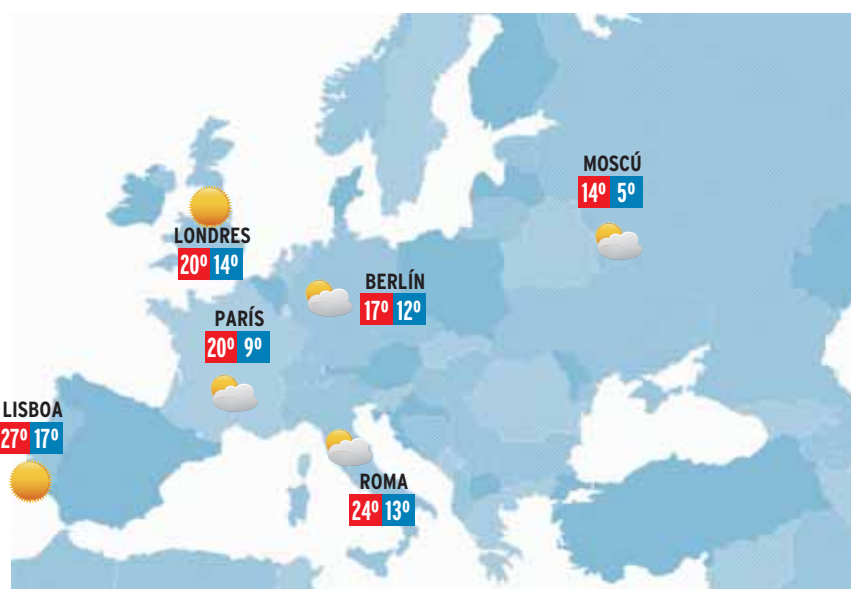 MOSCÚ
14º 5º
LONDRES
20º 14º
BERLÍN
17º 12º
PARÍS
20º 9º
LISBOA
27º 17º
ROMA
24º 13º